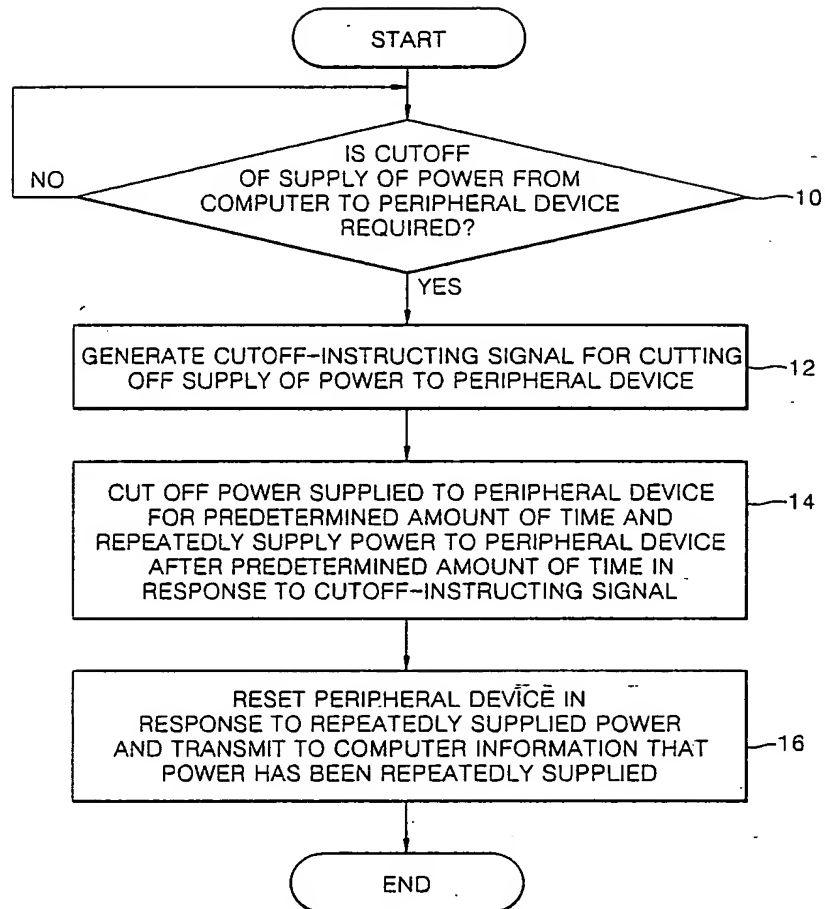 START
IS CUTOFF
OF SUPPLY OF POWER FROM
COMPUTER TO PERIPHERAL DEVICE
REQUIRED?
NO
10
YES
GENERATE CUTOFF-INSTRUCTING SIGNAL FOR CUTTING
OFF SUPPLY OF POWER TO PERIPHERAL DEVICE
12
CUT OFF POWER SUPPLIED TO PERIPHERAL DEVICE
FOR PREDETERMINED AMOUNT OF TIME AND
REPEATEDLY SUPPLY POWER TO PERIPHERAL DEVICE
AFTER PREDETERMINED AMOUNT OF TIME IN
RESPONSE TO CUTOFF-INSTRUCTING SIGNAL
14
RESET PERIPHERAL DEVICE IN
RESPONSE TO REPEATEDLY SUPPLIED POWER
AND TRANSMIT TO COMPUTER INFORMATION THAT
POWER HAS BEEN REPEATEDLY SUPPLIED
16
END